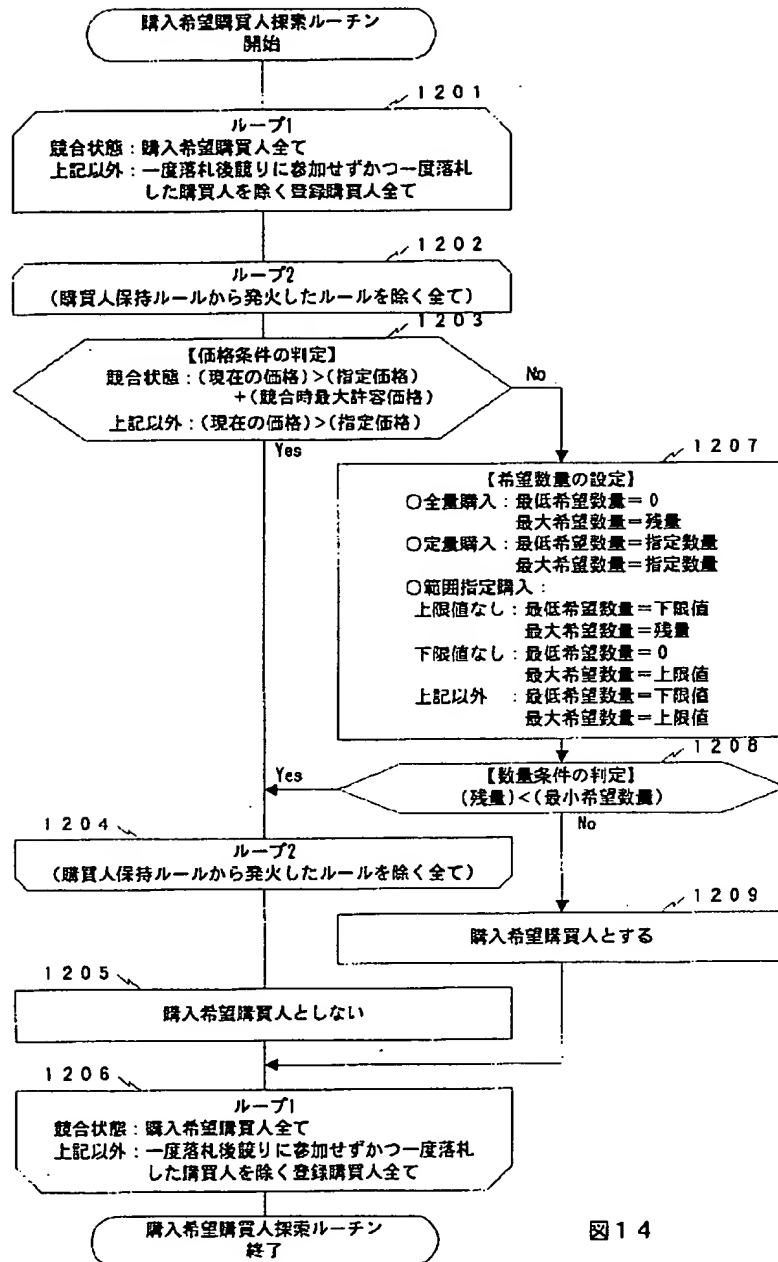 購入希望購買人探索ルーチン
開始
1201
ループ1
競合状態：購入希望購買人全て
上記以外：一度落札後競りに参加せずかつ一度落札
した購買人を除く登録購買人全て
1202
ループ2
(購買人保持ルールから発火したルールを除く全て)
1203
【価格条件の判定】
競合状態：(現在の価格)>(指定価格)
+(競合時最大許容価格)
上記以外：(現在の価格)>(指定価格)
No
Yes
1207
【希望数量の設定】
○全量購入：最低希望数量＝0
最大希望数量＝残量
○定量購入：最低希望数量＝指定数量
最大希望数量＝指定数量
○範囲指定購入：
上限値なし：最低希望数量＝下限値
最大希望数量＝残量
下限値なし：最低希望数量＝0
最大希望数量＝上限値
上記以外　：最低希望数量＝下限値
最大希望数量＝上限値
1208
【数量条件の判定】
(残量)<(最小希望数量)
Yes
No
1204
ループ2
(購買人保持ルールから発火したルールを除く全て)
1209
購入希望購買人とする
1205
購入希望購買人としない
1206
ループ1
競合状態：購入希望購買人全て
上記以外：一度落札後競りに参加せずかつ一度落札
した購買人を除く登録購買人全て
購入希望購買人探索ルーチン
終了
図14